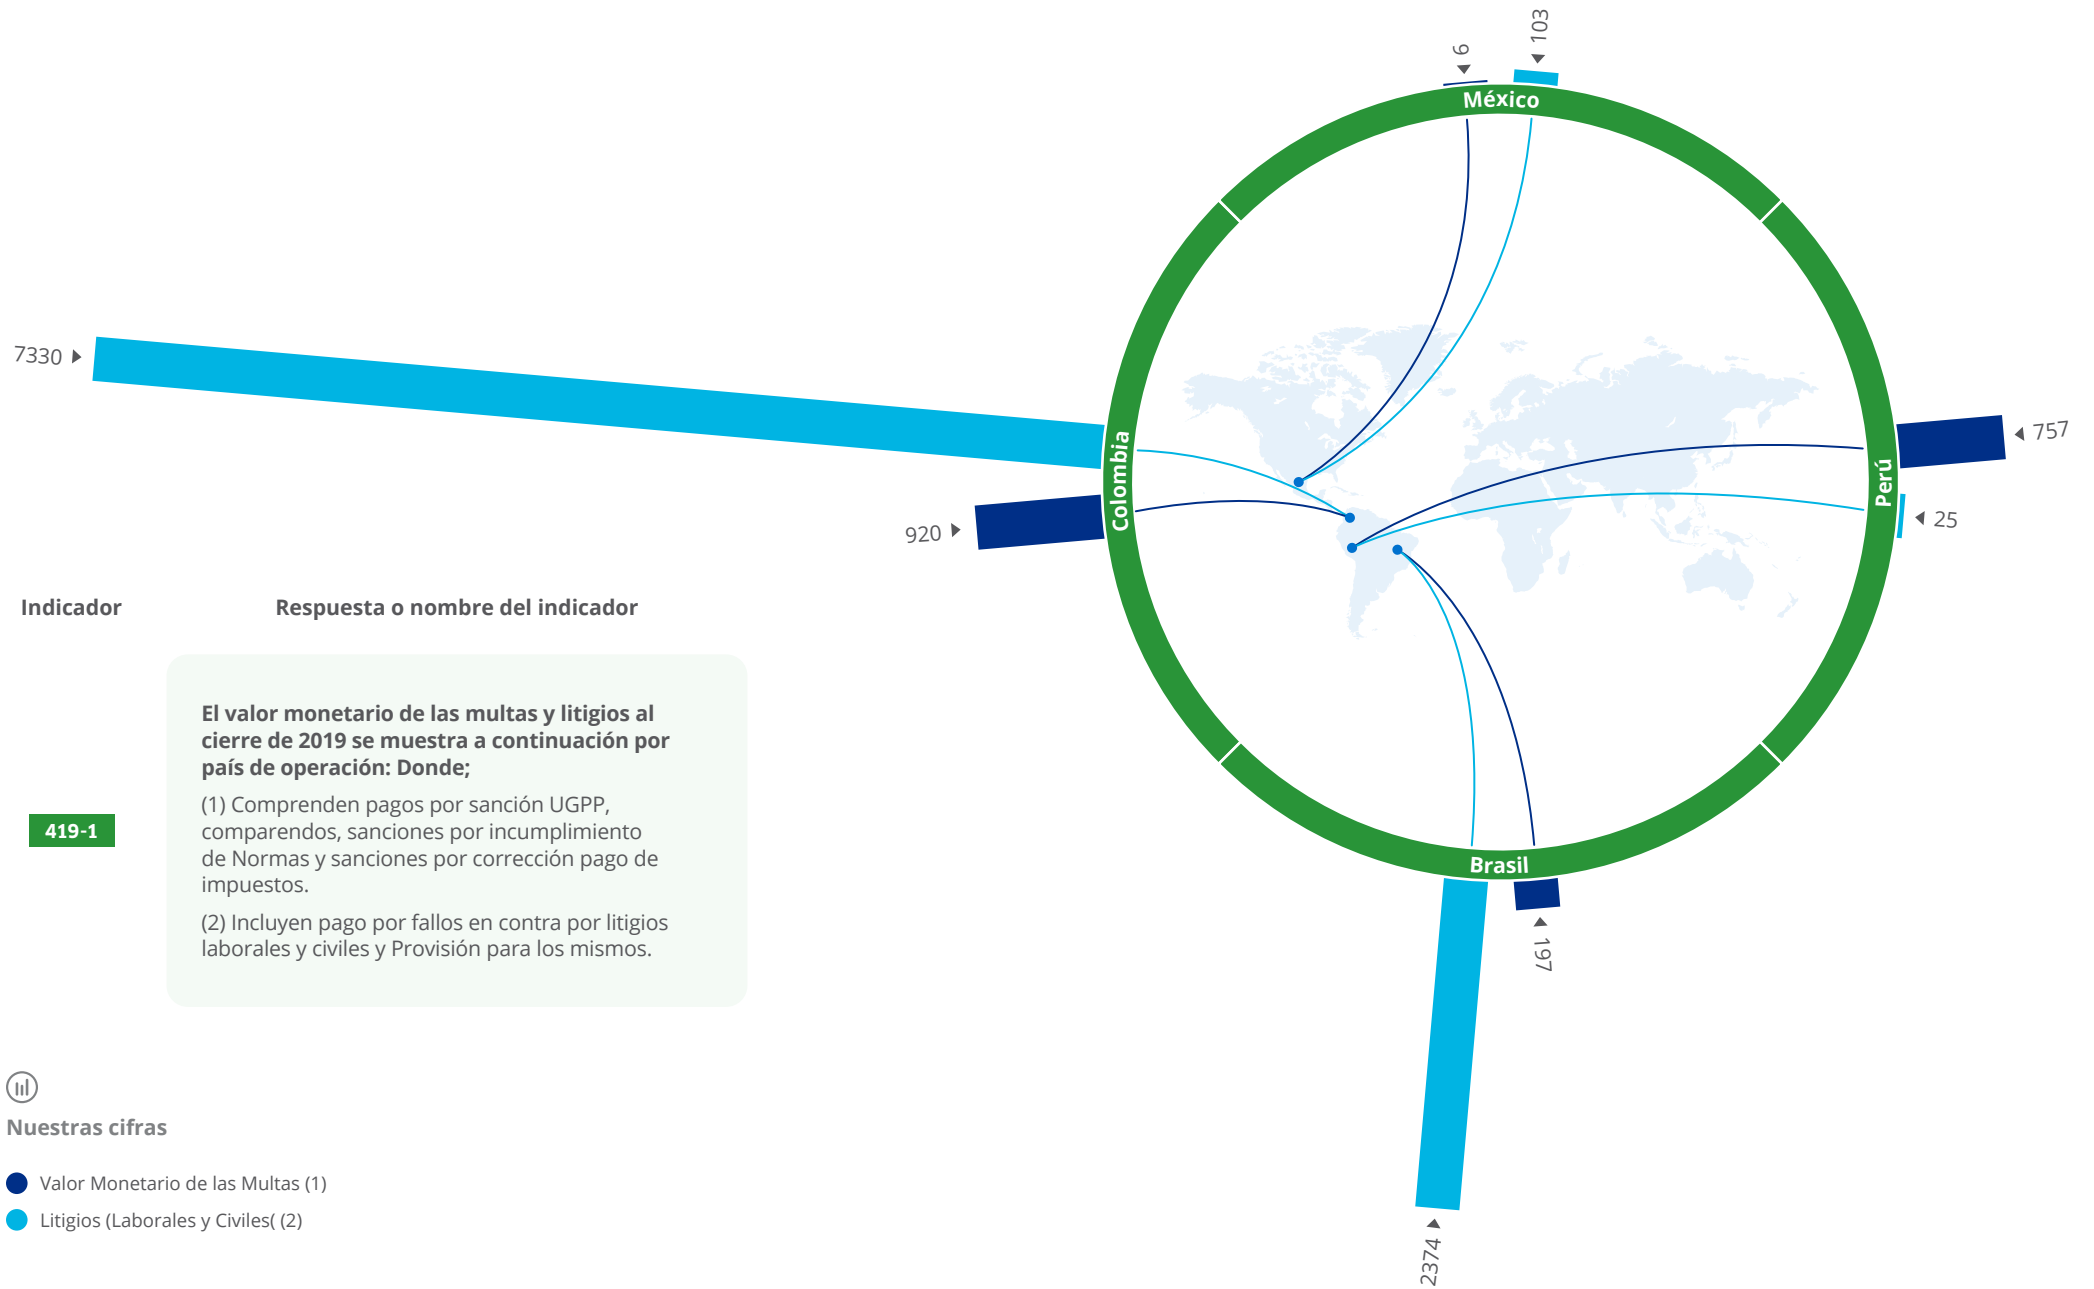 6
103
México
7330
Colombia
920
757
Perú
25
Indicador
Respuesta o nombre del indicador
419-1
El valor monetario de las multas y litigios al
cierre de 2019 se muestra a continuación por
país de operación: Donde;
(1) Comprenden pagos por sanción UGPP,
comparendos, sanciones por incumplimiento
de Normas y sanciones por corrección pago de
impuestos.
(2) Incluyen pago por fallos en contra por litigios
laborales y civiles y Provisión para los mismos.
Brasil
197
2374
Nuestras cifras
Valor Monetario de las Multas (1)
Litigios (Laborales y Civiles( (2)